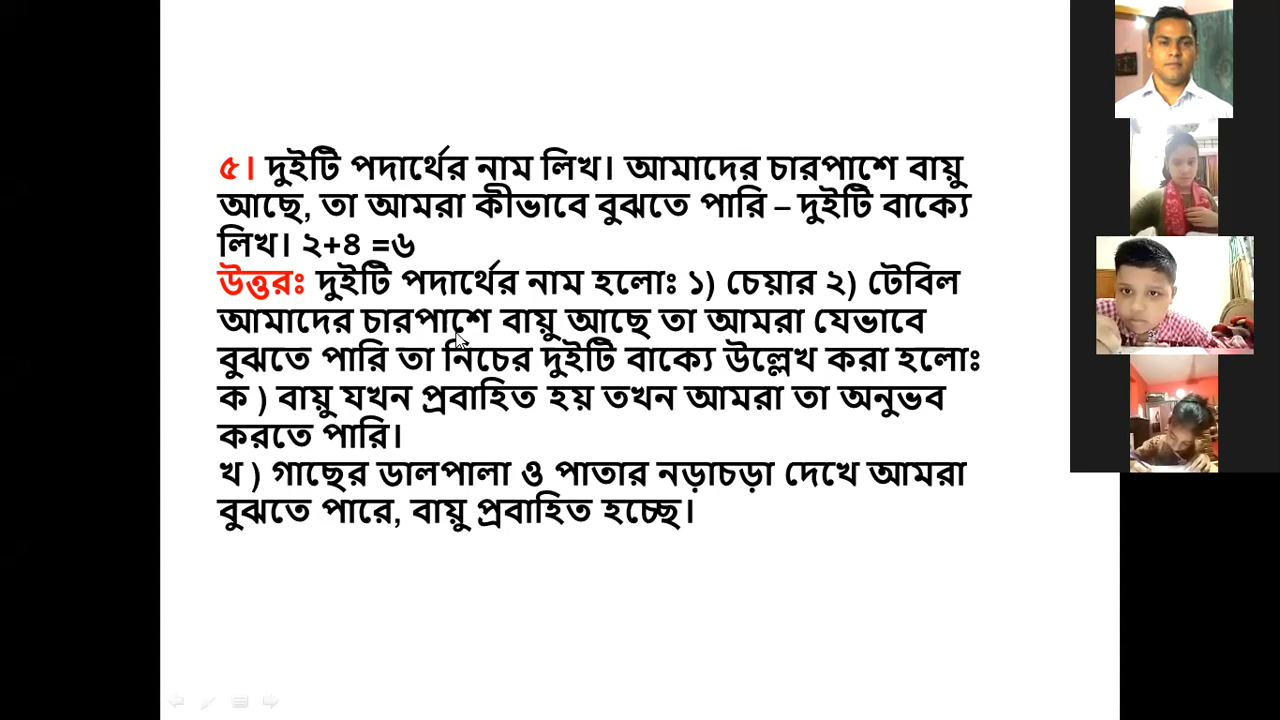 ৫। দুইটি পদার্থের নাম লিখ। আমাদের চারপাশে বায়ু
আছে, তা আমরা কীভাবে বুঝতে পারি – দুইটি বাক্যে
লিখ। ২+৪ =৬
উত্তরঃ দুইটি পদার্থের নাম হলোঃ ১) চেয়ার ২) টেবিল
আমাদের চারপাশে বায়ু আছে তা আমরা যেভাবে
বুঝতে পারি তা নিচের দুইটি বাক্যে উল্লেখ করা হলোঃ
ক ) বায়ু যখন প্রবাহিত হয় তখন আমরা তা অনুভব
করতে পারি।
খ ) গাছের ডালপালা ও পাতার নড়াচড়া দেখে আমরা
বুঝতে পারে, বায়ু প্রবাহিত হচ্ছে।